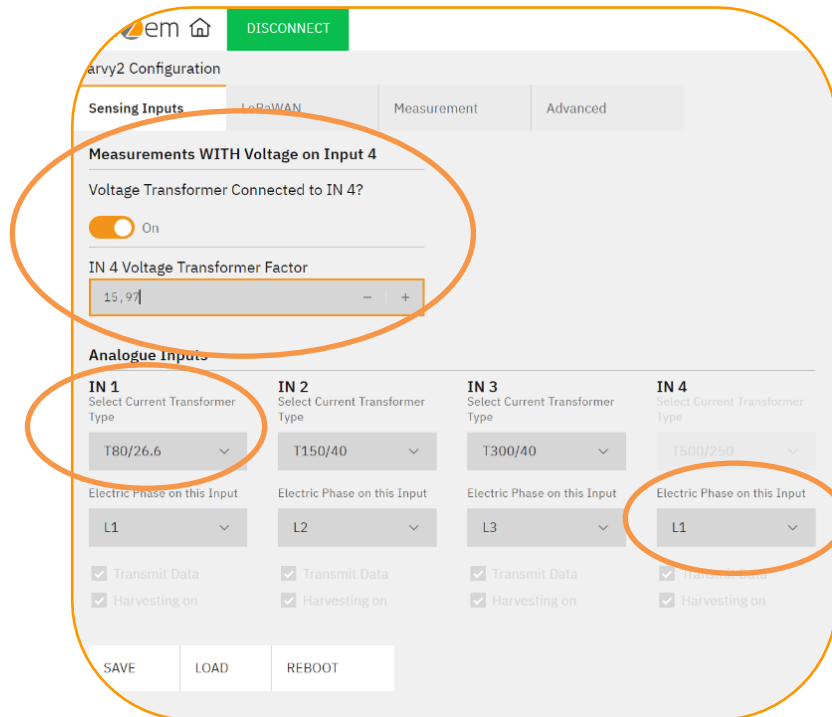 em DISCONNECT
arvy2 Configuration
Sensing Inputs LoRaWAN Measurement Advanced
Measurements WITH Voltage on Input 4
Voltage Transformer Connected to IN 4?
On
IN 4 Voltage Transformer Factor
15,97 − +
Analogue Inputs
IN 1 IN 2 IN 3 IN 4
Select Current Transformer Select Current Transformer Select Current Transformer Select Current Transformer
Type Type Type Type
T80/26.6 T150/40 T300/40 T500/250
Electric Phase on this Input Electric Phase on this Input Electric Phase on this Input Electric Phase on this Input
L1 L2 L3 L1
Transmit Data Transmit Data Transmit Data Transmit Data
Harvesting on Harvesting on Harvesting on Harvesting on
SAVE LOAD REBOOT